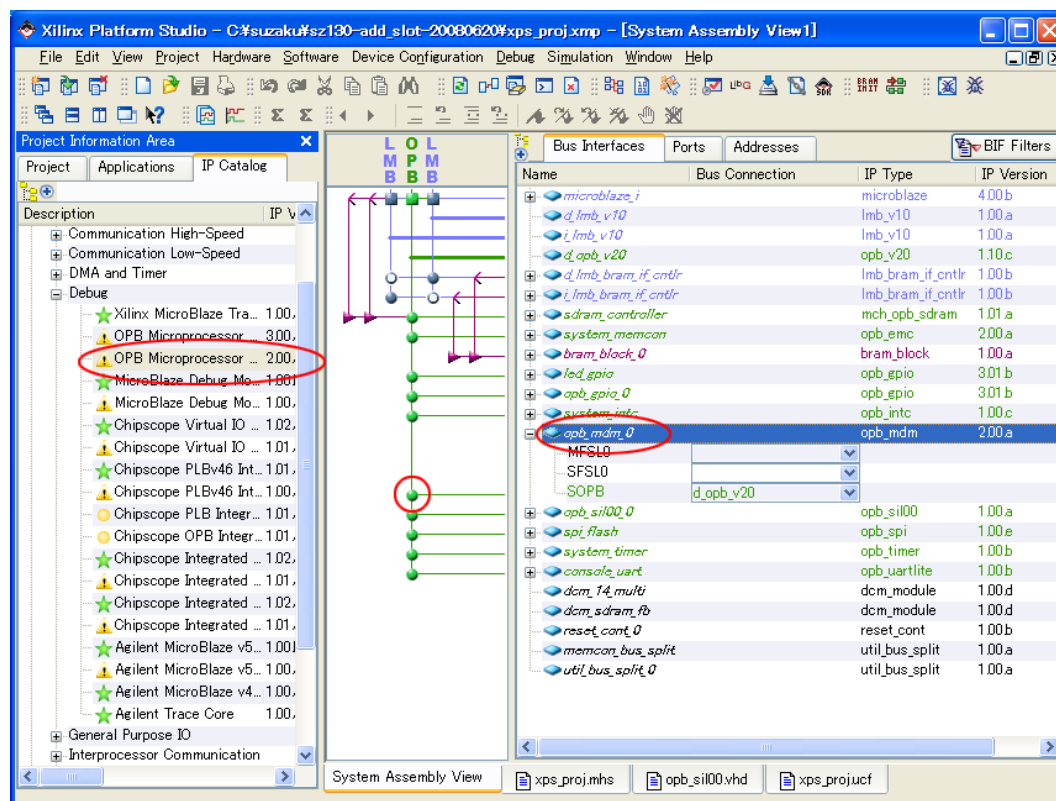 Xilinx Platform Studio - C:¥suzaku¥sz130-add_slot-20080620¥xps_proj.xmp - [System Assembly View1]
File Edit View Project Hardware Software Device Configuration Debug Simulation Window Help
Project Information Area
Project Applications IP Catalog
Description IP V
Communication High-Speed
Communication Low-Speed
DMA and Timer
Debug
Xilinx MicroBlaze Tra... 1.00.
OPB Microprocessor ... 3.00.
OPB Microprocessor ... 2.00.
MicroBlaze Debug Mo... 1.00.
MicroBlaze Debug Mo... 1.00.
Chipscope Virtual IO ... 1.02.
Chipscope Virtual IO ... 1.01.
Chipscope PLBv46 Int... 1.01.
Chipscope PLBv46 Int... 1.00.
Chipscope PLB Integr... 1.01.
Chipscope OPB Integr... 1.01.
Chipscope Integrated ... 1.02.
Chipscope Integrated ... 1.01.
Chipscope Integrated ... 1.02.
Chipscope Integrated ... 1.01.
Agilent MicroBlaze v5... 1.00.
Agilent MicroBlaze v5... 1.00.
Agilent MicroBlaze v4... 1.00.
Agilent Trace Core 1.00.
General Purpose IO
Interprocessor Communication
LMB OPB LMB
Bus Interfaces Ports Addresses BIF Filters
Name Bus Connection IP Type IP Version
microblaze_i microblaze 4.00.b
d_lmb_v10 lmb_v10 1.00.a
i_lmb_v10 lmb_v10 1.00.a
d_opb_v20 opb_v20 1.10.c
d_lmb_bram_if_cntlr lmb_bram_if_cntlr 1.00.b
i_lmb_bram_if_cntlr lmb_bram_if_cntlr 1.00.b
sdram_controller mch_opb_sdram 1.01.a
system_memcon opb_emc 2.00.a
bram_block_0 bram_block 1.00.a
led_gpio opb_gpio 3.01.b
opb_gpio_0 opb_gpio 3.01.b
system_intc opb_intc 1.00.c
opb_mdm_0 opb_mdm 2.00.a
MFSL0
SFSL0
SOPB d_opb_v20
opb_sil00_0 opb_sil00 1.00.a
spi_flash opb_spi 1.00.e
system_timer opb_timer 1.00.b
console_uart opb_uartlite 1.00.b
dcm_14_multi dcm_module 1.00.d
dcm_sdram_fb dcm_module 1.00.d
reset_cont_0 reset_cont 1.00.b
memcon_bus_split util_bus_split 1.00.a
util_bus_split_0 util_bus_split 1.00.a
System Assembly View xps_proj.mhs opb_sil00.vhd xps_proj.ucf